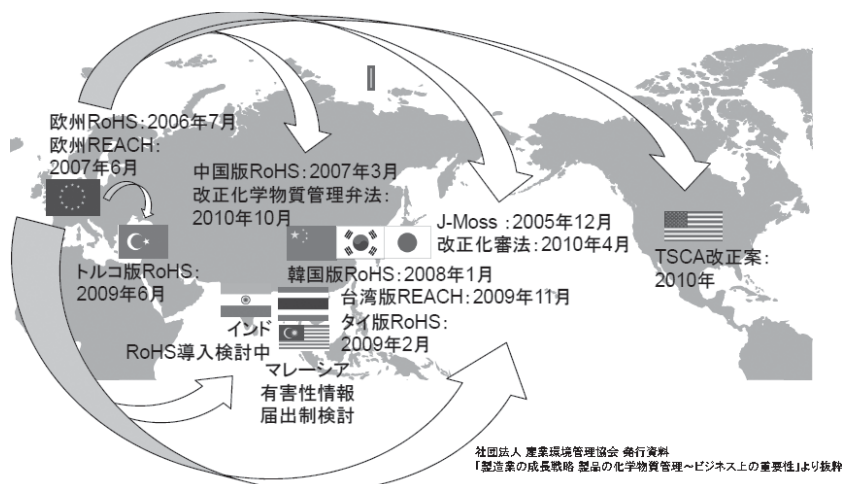 欧州RoHS:2006年7月
欧州REACH:
2007年6月
中国版RoHS:2007年3月
改正化学物質管理弁法:
2010年10月
J-Moss :2005年12月
改正化審法:2010年4月
TSCA改正案:
2010年
トルコ版RoHS:
2009年6月
韓国版RoHS:2008年1月
台湾版REACH:2009年11月
タイ版RoHS:
2009年2月
インド
RoHS導入検討中
マレーシア
有害性情報
届出制検討
社団法人 産業環境管理協会 発行資料
「製造業の成長戦略 製品の化学物質管理~ビジネス上の重要性」より抜粋